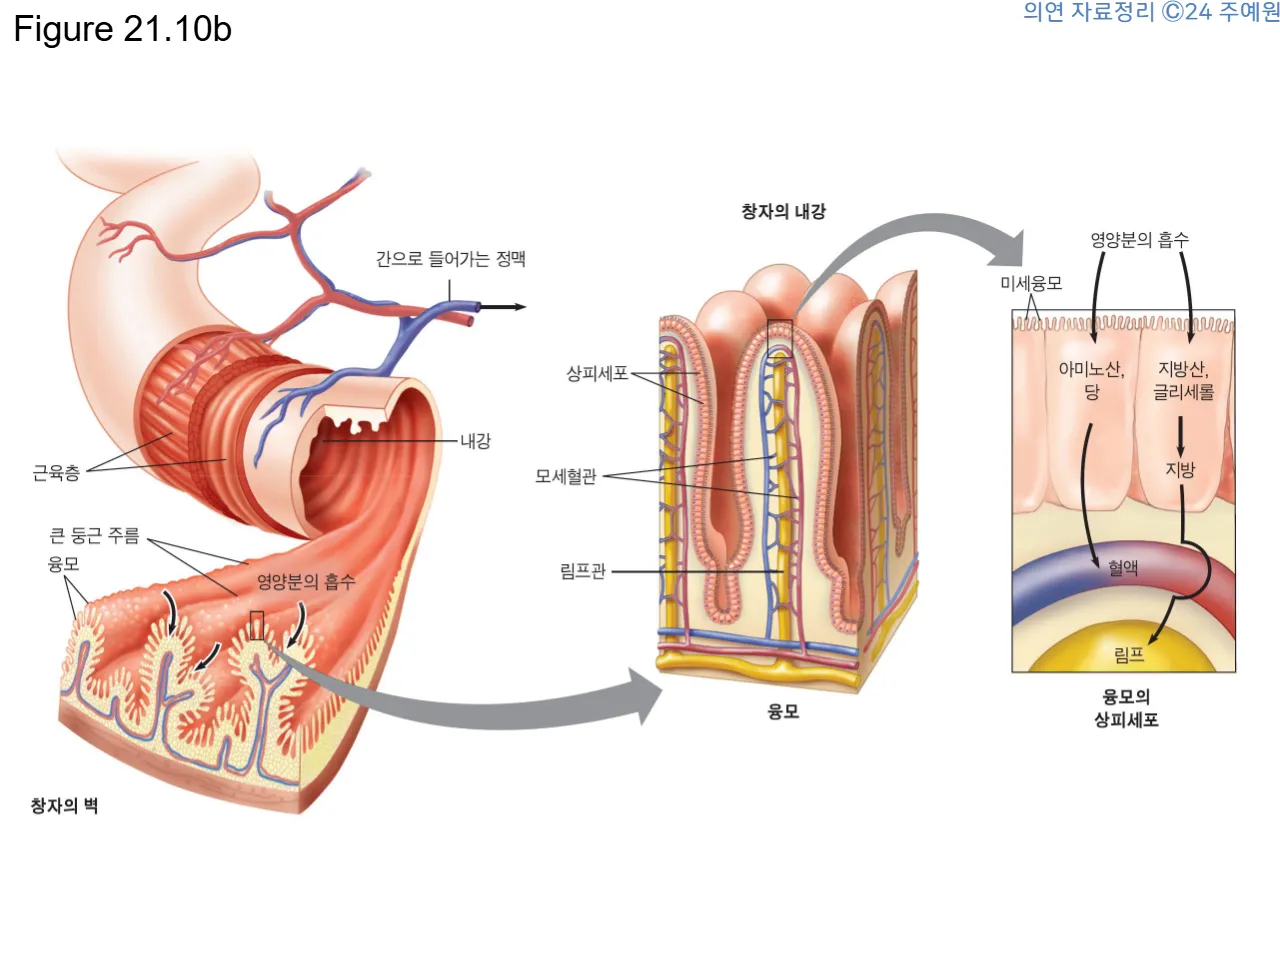 Figure 21.10b
의연 자료정리 ©24 주예원
간으로 들어가는 정맥
내강
근육층
큰 둥근 주름
융모
영양분의 흡수
창자의 벽
창자의 내강
상피세포
모세혈관
림프관
융모
영양분의 흡수
미세융모
아미노산,
당
지방산,
글리세롤
지방
혈액
림프
융모의
상피세포